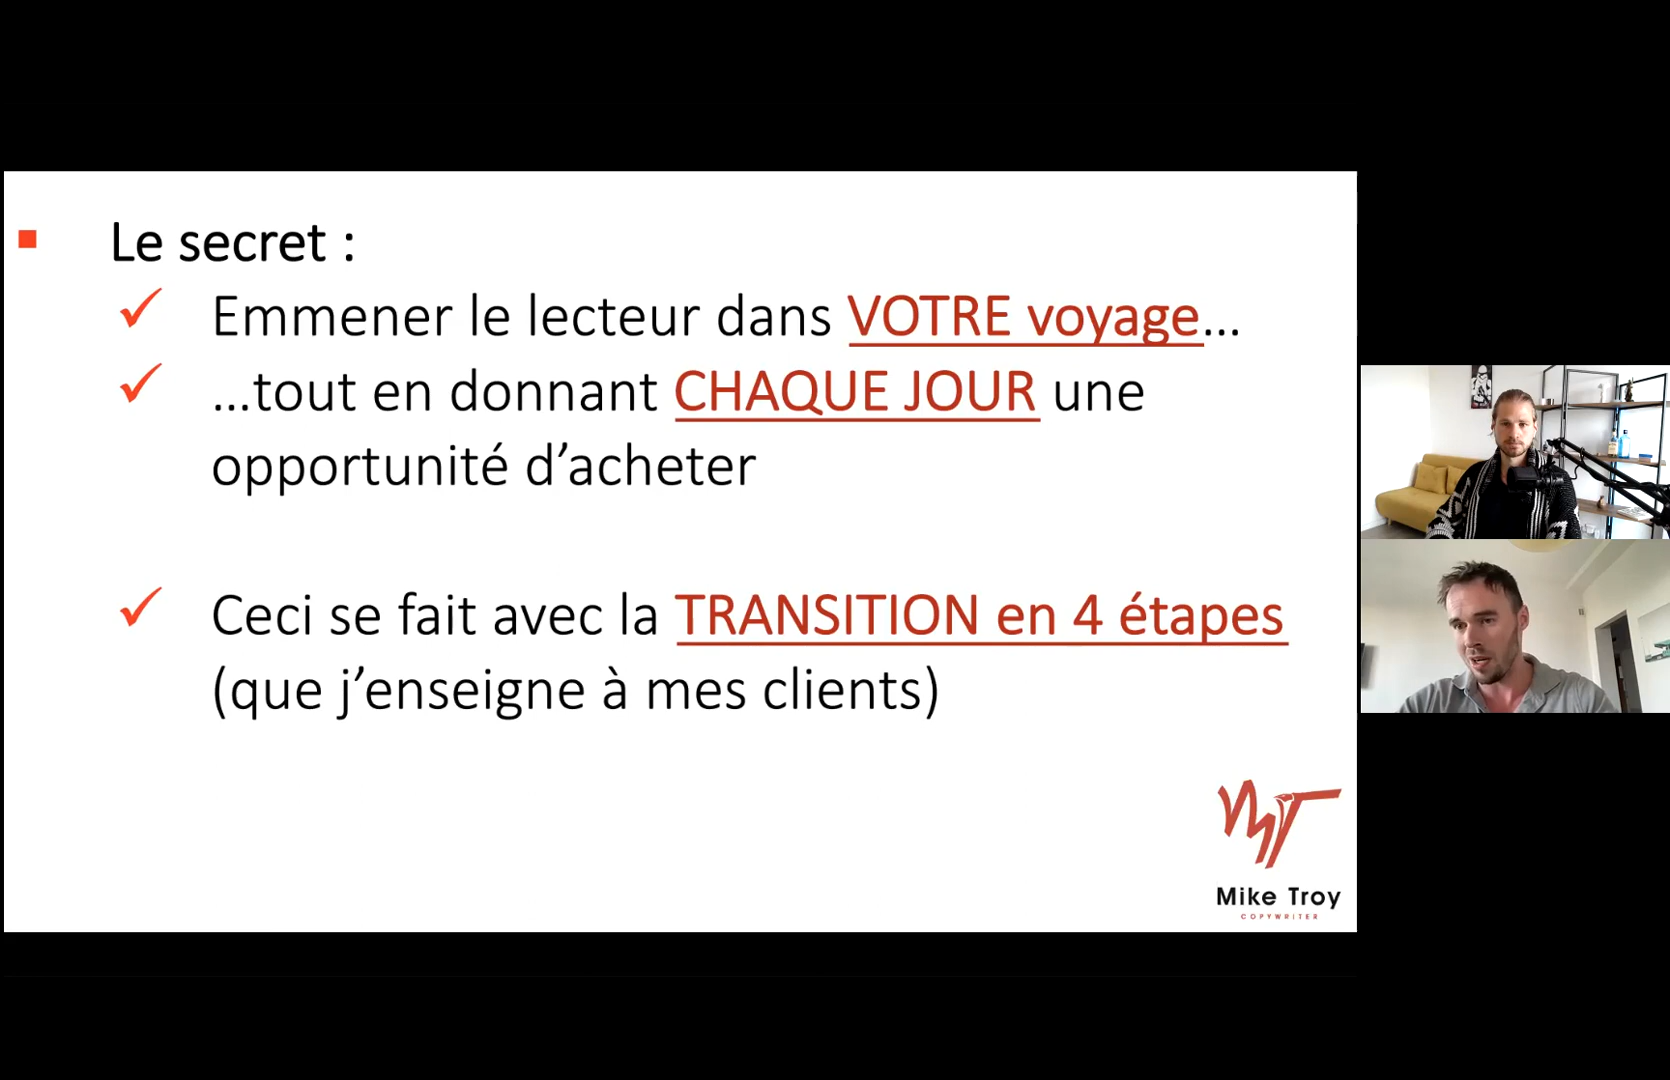 Le secret :
Emmener le lecteur dans VOTRE voyage...
...tout en donnant CHAQUE JOUR une
opportunité d’acheter
Ceci se fait avec la TRANSITION en 4 étapes
(que j’enseigne à mes clients)
MT
Mike Troy
COPYWRITER